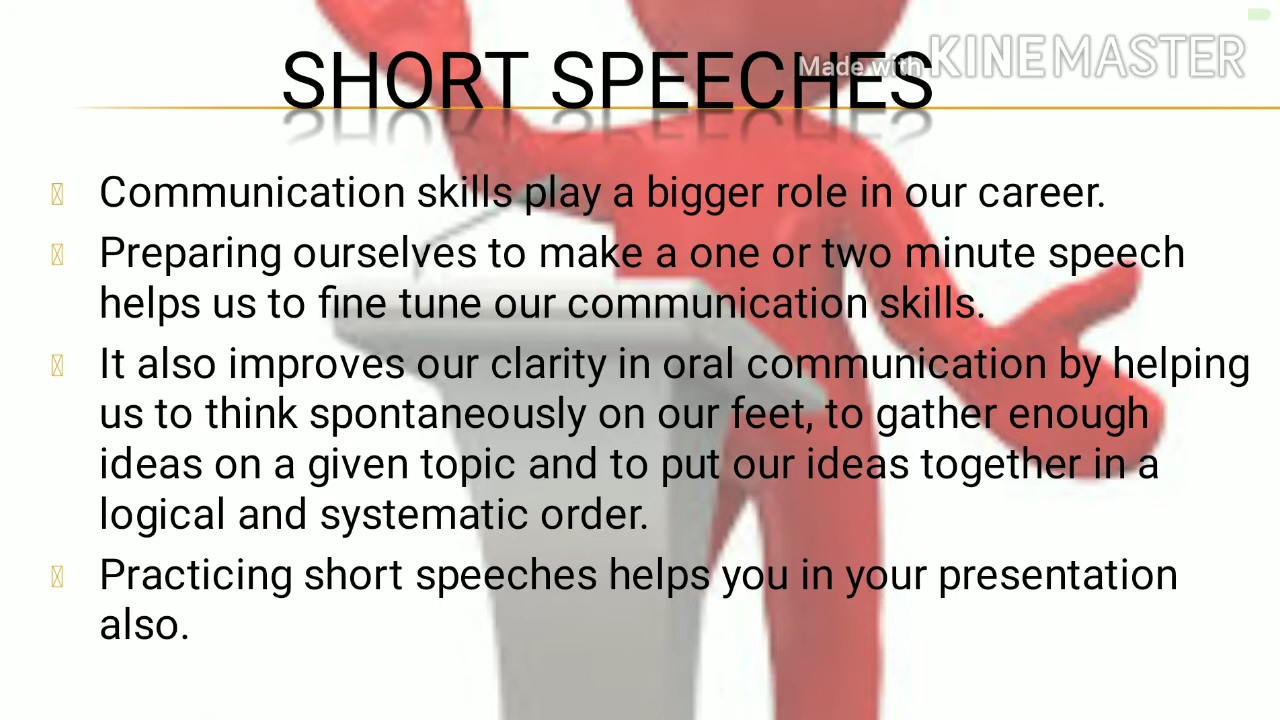 SHORT SPEECHES
Made with KINEMASTER
Communication skills play a bigger role in our career.
Preparing ourselves to make a one or two minute speech
helps us to fine tune our communication skills.
It also improves our clarity in oral communication by helping
us to think spontaneously on our feet, to gather enough
ideas on a given topic and to put our ideas together in a
logical and systematic order.
Practicing short speeches helps you in your presentation
also.